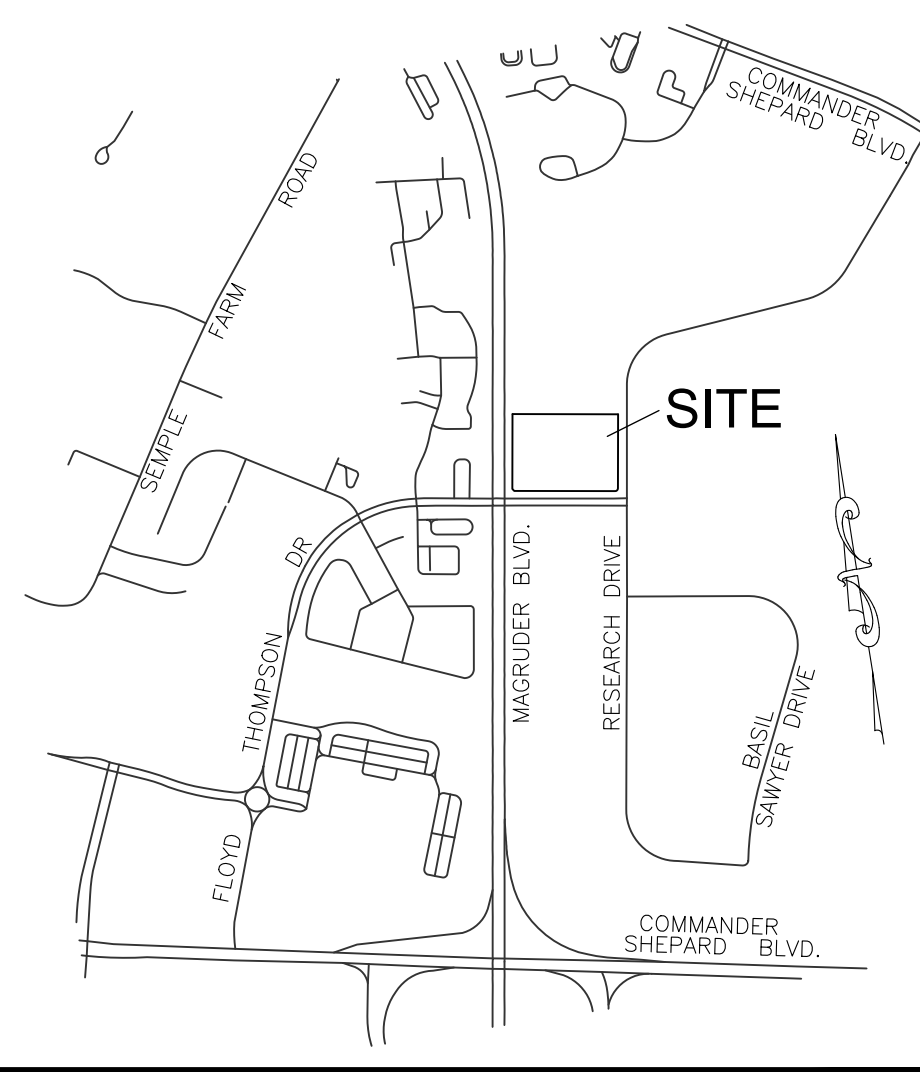 COMMANDER
SHEPARD BLVD.
ROAD
FARM
SEMPLE
SITE
DR
THOMPSON
FLOYD
MAGRUDER BLVD.
RESEARCH DRIVE
BASIL
SAWYER DRIVE
COMMANDER
SHEPARD BLVD.